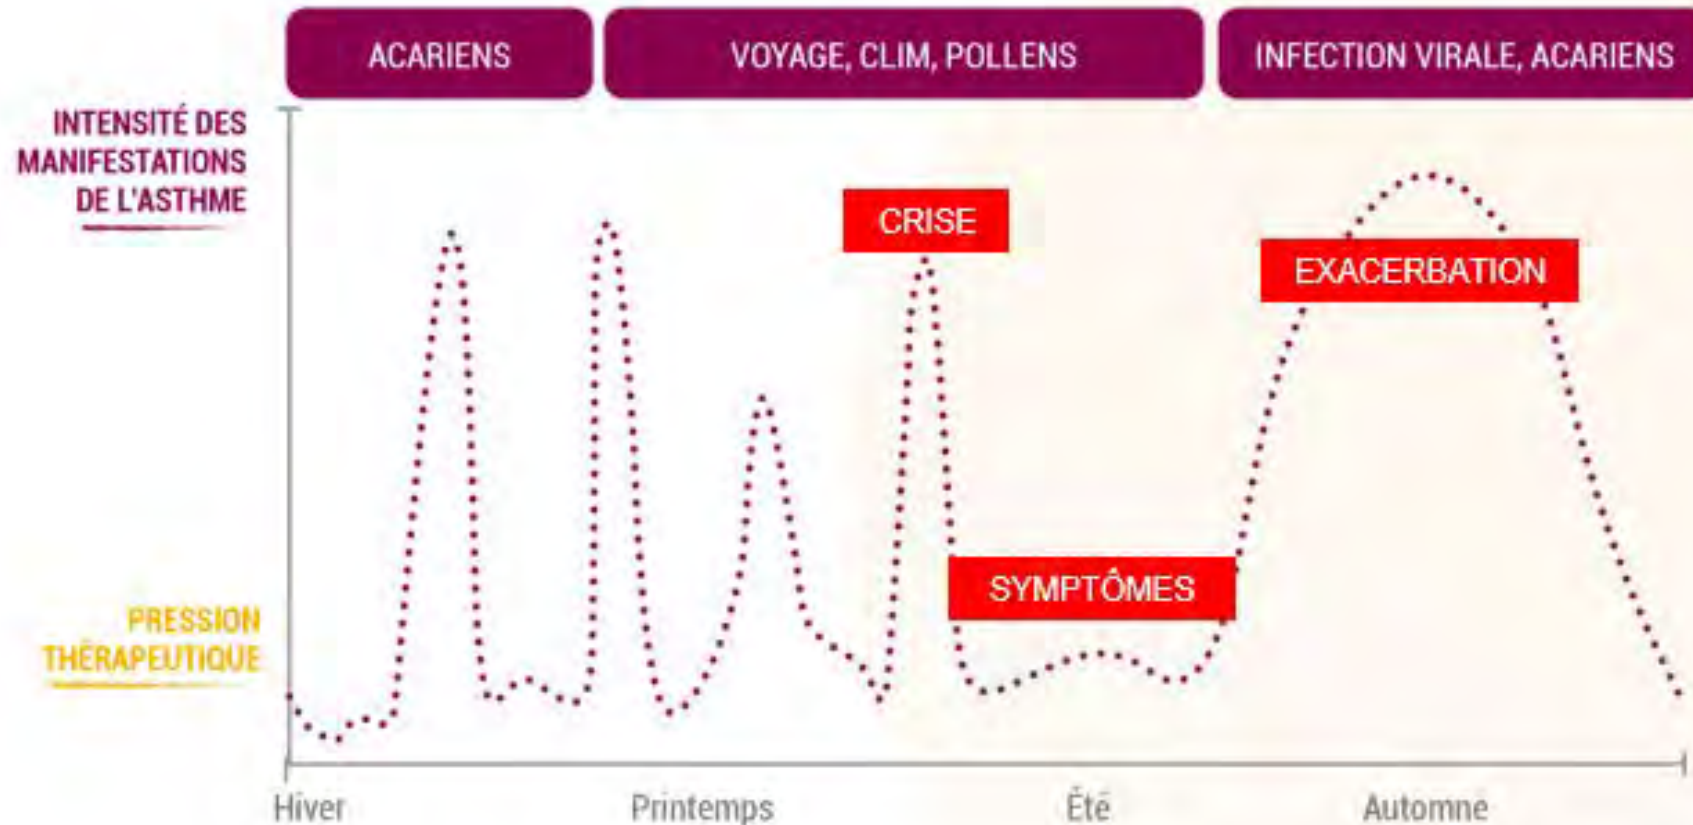 ACARIENS
VOYAGE, CLIM, POLLENS
INFECTION VIRALE, ACARIENS
INTENSITÉ DES
MANIFESTATIONS
DE L'ASTHME
CRISE
EXACERBATION
SYMPTÔMES
PRESSION
THÉRAPEUTIQUE
Hiver
Printemps
Été
Automne